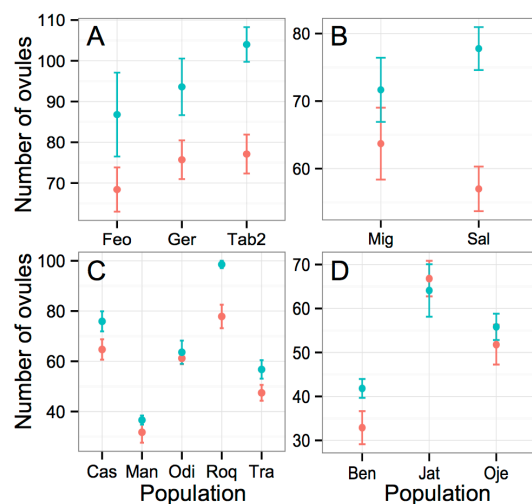 A
B
Number of ovules
110
100
90
80
70
80
70
60
Feo Ger Tab2
Mig Sal
C
D
Number of ovules
100
80
60
40
70
60
50
40
30
Cas Man Odi Roq Tra
Ben Jat Oje
Population
Population